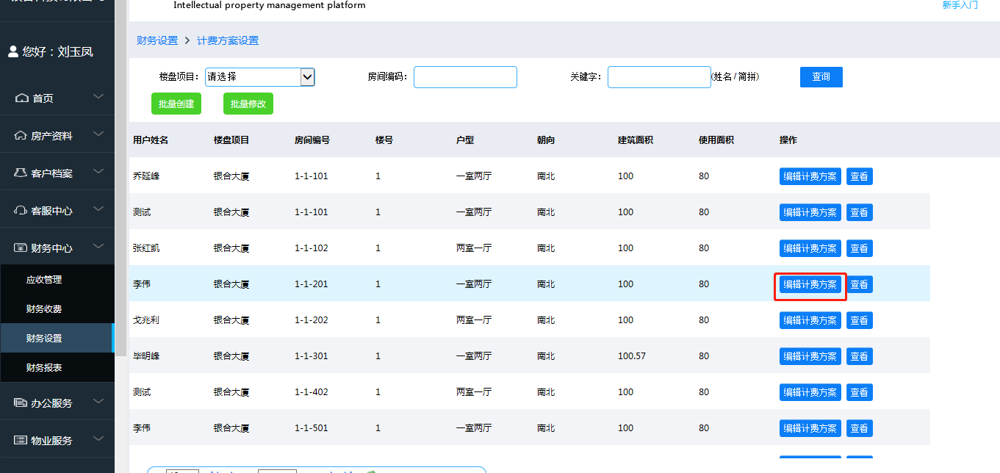 Intellectual property management platform
新手入门
您好：刘玉凤
首页
房产资料
客户档案
客服中心
财务中心
应收管理
财务收费
财务设置
财务报表
办公服务
物业服务
财务设置 > 计费方案设置
楼盘项目： 请选择 房间编码： 关键字： (姓名/简拼) 查询
批量创建 批量修改
用户姓名 楼盘项目 房间编号 楼号 户型 朝向 建筑面积 使用面积 操作
乔延峰 银合大厦 1-1-101 1 一室两厅 南北 100 80 编辑计费方案 查看
测试 银合大厦 1-1-101 1 一室两厅 南北 100 80 编辑计费方案 查看
张红凯 银合大厦 1-1-102 1 两室一厅 南北 100 80 编辑计费方案 查看
李伟 银合大厦 1-1-201 1 一室两厅 南北 100 80 编辑计费方案 查看
戈兆利 银合大厦 1-1-202 1 两室一厅 南北 100 80 编辑计费方案 查看
毕明峰 银合大厦 1-1-301 1 一室两厅 南北 100.57 80 编辑计费方案 查看
测试 银合大厦 1-1-402 1 两室一厅 南北 100 80 编辑计费方案 查看
李伟 银合大厦 1-1-501 1 一室两厅 南北 100 80 编辑计费方案 查看